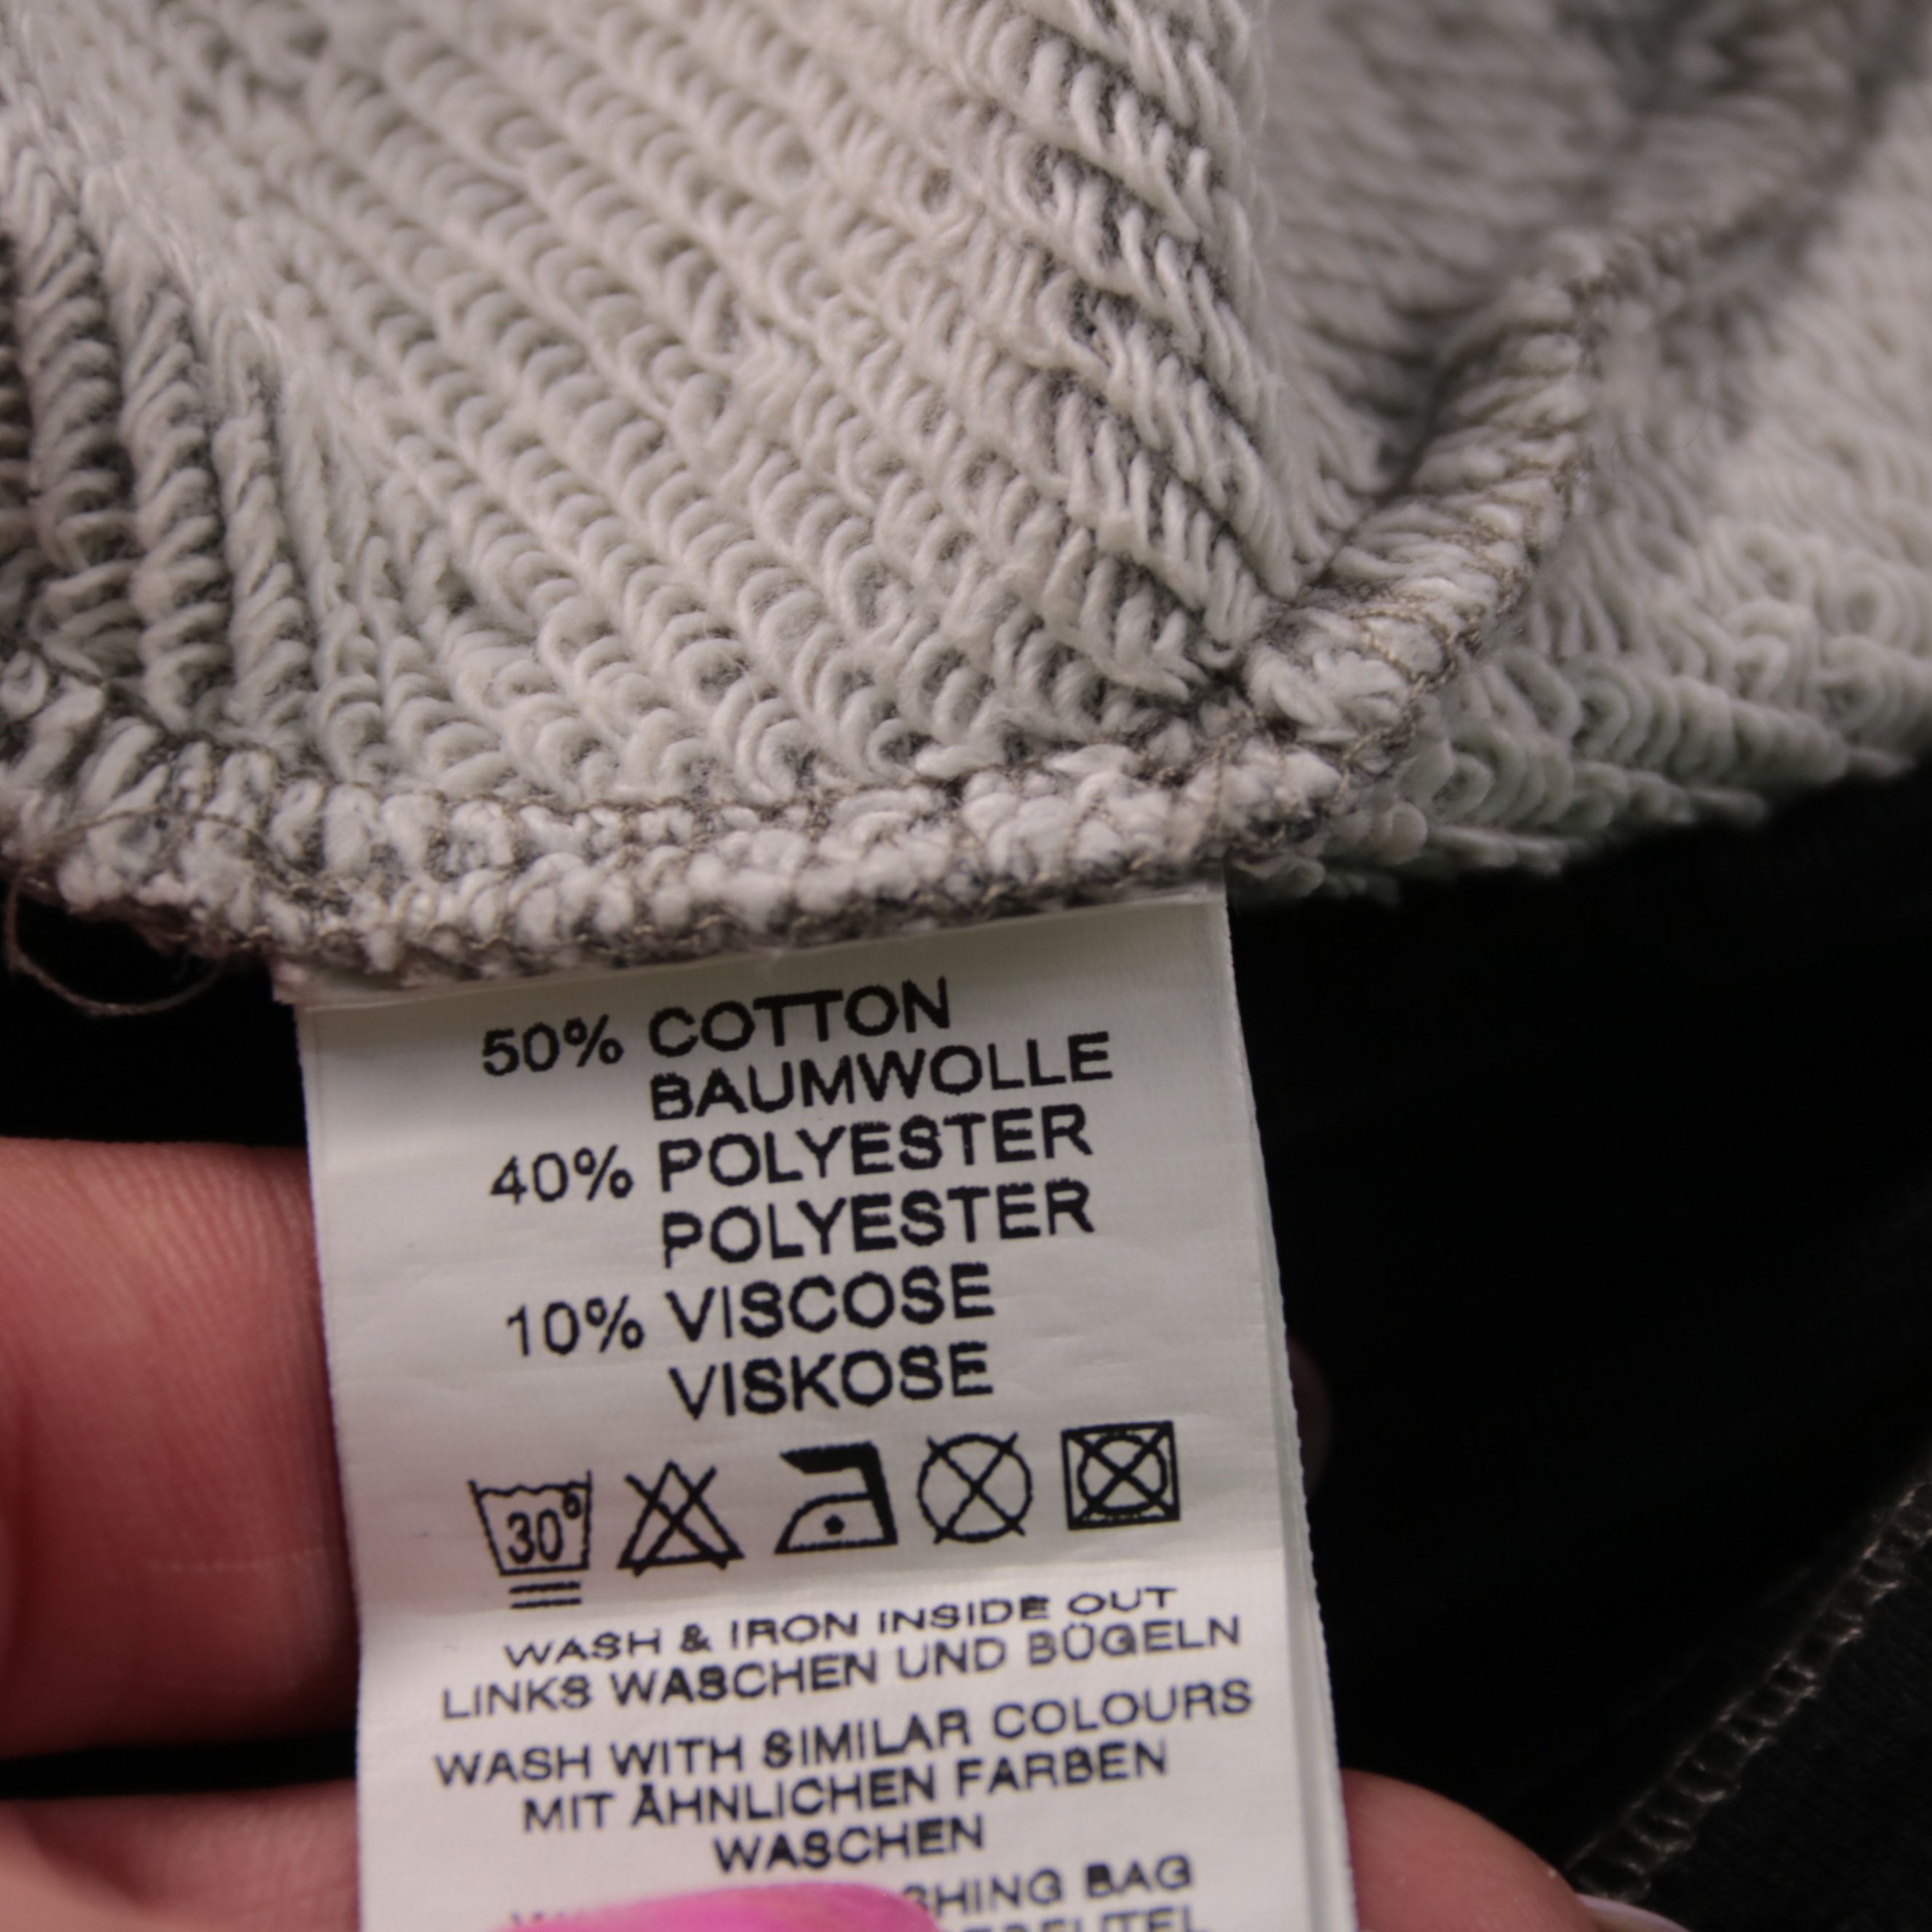 50% COTTON
BAUMWOLLE
40% POLYESTER
POLYESTER
10% VISCOSE
VISKOSE
30°
WASH & IRON INSIDE OUT
LINKS WASCHEN UND BÜGELN
WASH WITH SIMILAR COLOURS
MIT ÄHNLICHEN FARBEN
WASCHEN
BAG